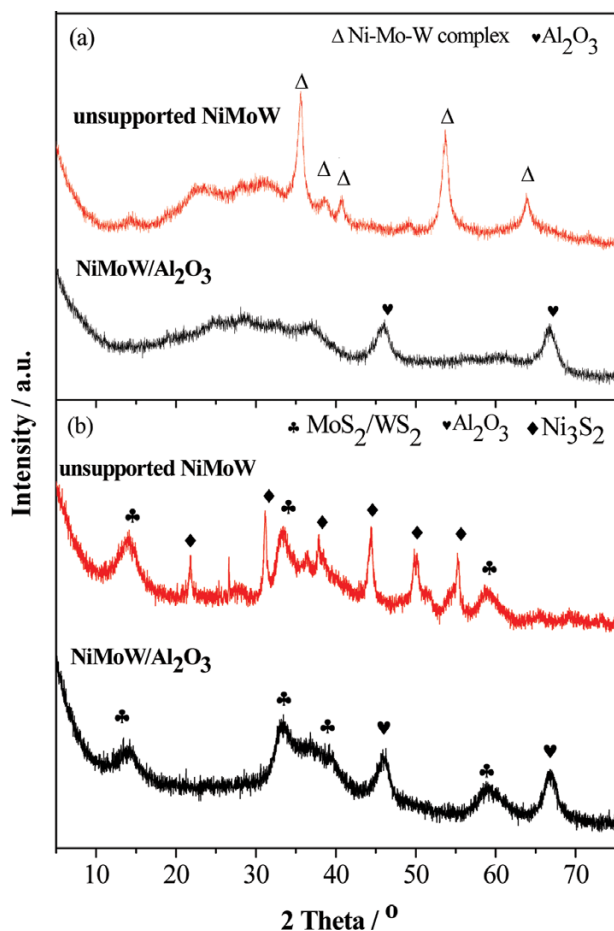 (a)
Δ Ni-Mo-W complex ♥ Al₂O₃
Δ
Δ
unsupported NiMoW
Δ
Δ
Δ
NiMoW/Al₂O₃
♥
♥
(b)
♣ MoS₂/WS₂ ♥ Al₂O₃ ♦ Ni₃S₂
unsupported NiMoW
♣
♦
♦
♣
♦
♦
♦
♦
♣
NiMoW/Al₂O₃
♣
♣
♣
♥
♣
♥
10 20 30 40 50 60 70
2 Theta / °
Intensity / a.u.